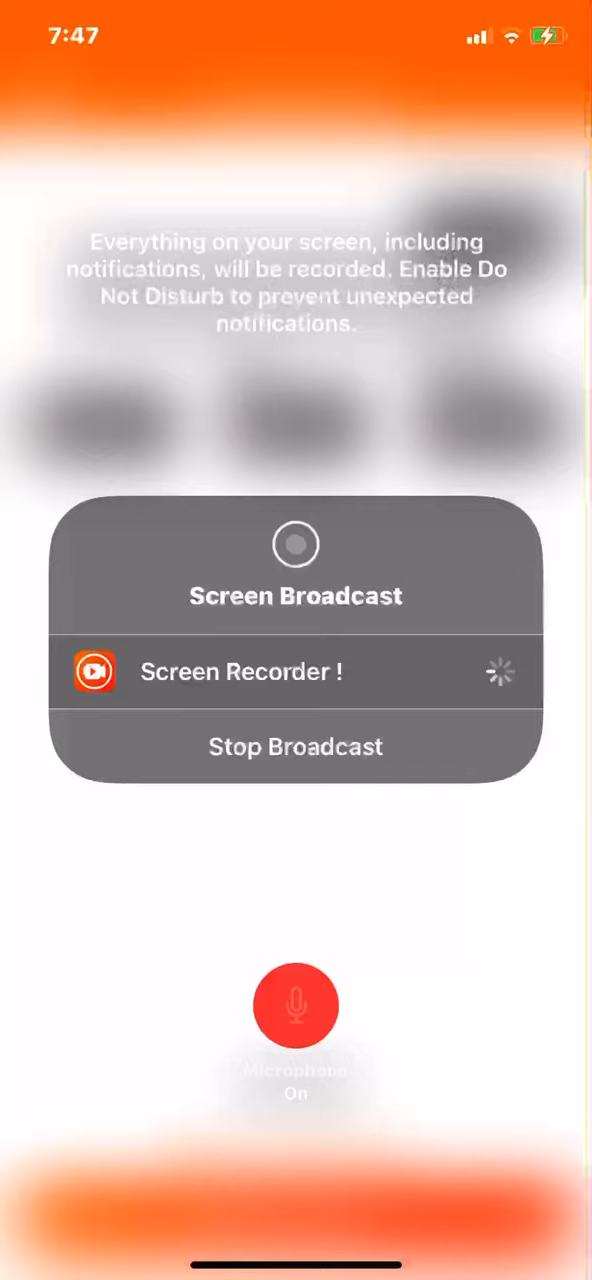 7:47
Everything on your screen, including
notifications, will be recorded. Enable Do
Not Disturb to prevent unexpected
notifications.
Screen Broadcast
Screen Recorder !
Stop Broadcast
Microphone
On